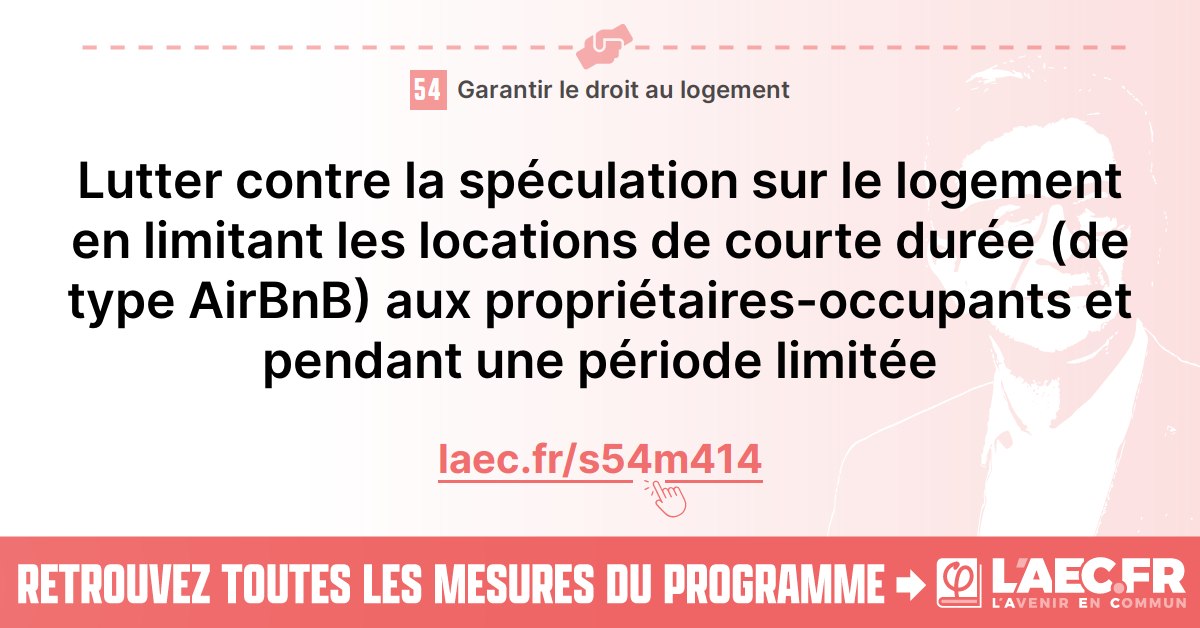 54 Garantir le droit au logement
Lutter contre la spéculation sur le logement
en limitant les locations de courte durée (de
type AirBnB) aux propriétaires-occupants et
pendant une période limitée
laec.fr/s54m414
RETROUVEZ TOUTES LES MESURES DU PROGRAMME → φ L'AEC.FR
L'AVENIR EN COMMUN